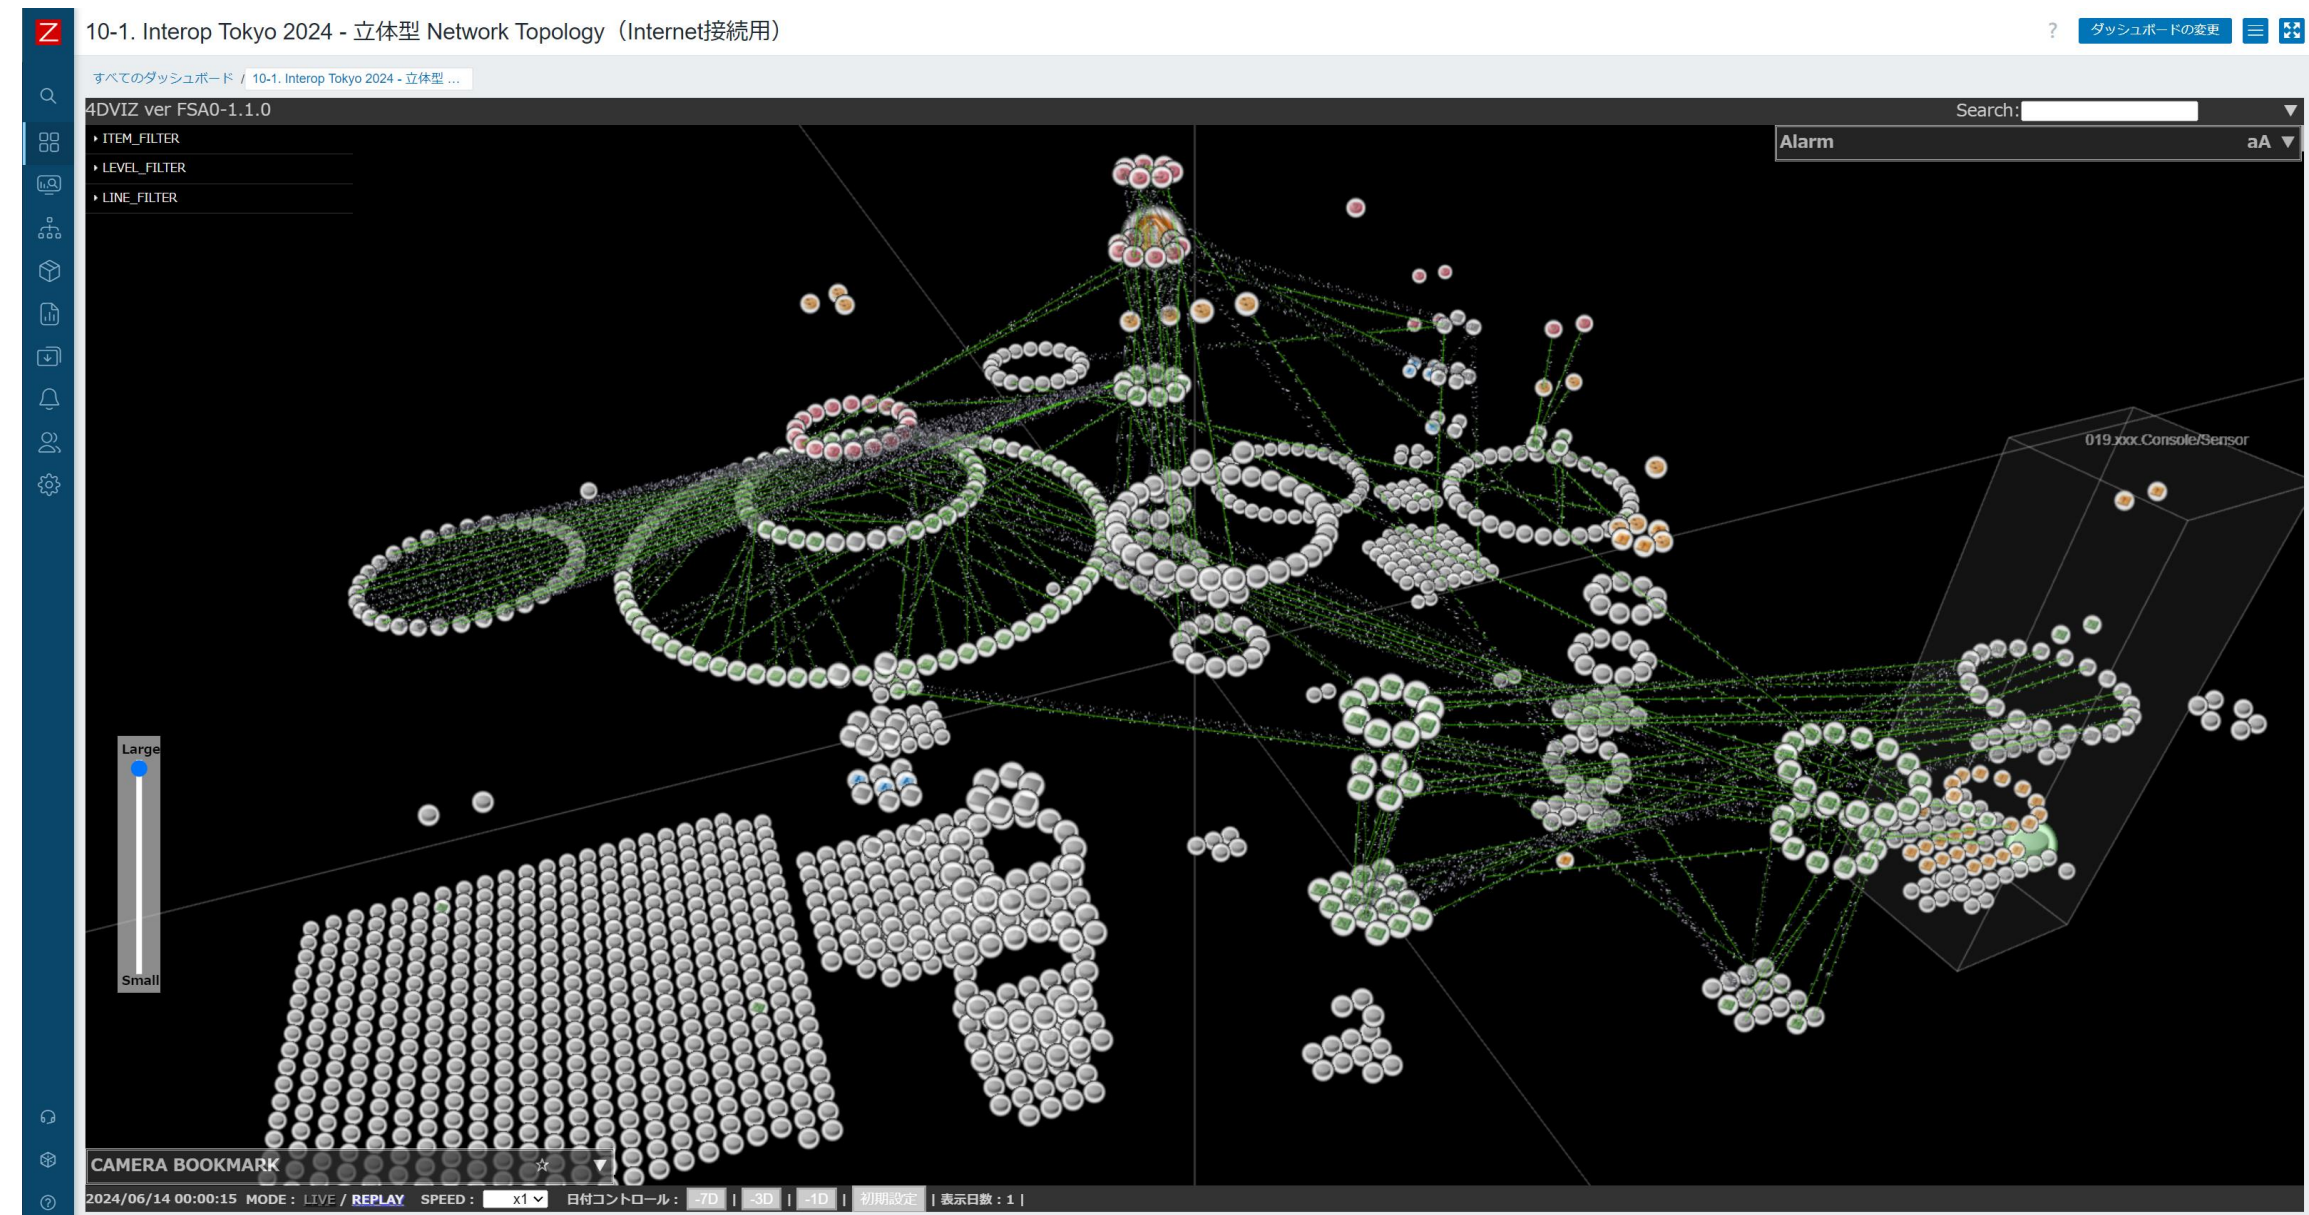 Z
10-1. Interop Tokyo 2024 - 立体型 Network Topology（Internet接続用）
?
ダッシュボードの変更
すべてのダッシュボード / 10-1. Interop Tokyo 2024 - 立体型 ...
4DVIZ ver FSA0-1.1.0
Search:
ITEM_FILTER
LEVEL_FILTER
LINE_FILTER
Alarm aA
019.xxx.Console/Sensor
Large
Small
CAMERA BOOKMARK
2024/06/14 00:00:15 MODE : LIVE / REPLAY SPEED : x1 日付コントロール : -7D | -3D | -1D | 初期設定 | 表示日数 : 1 |